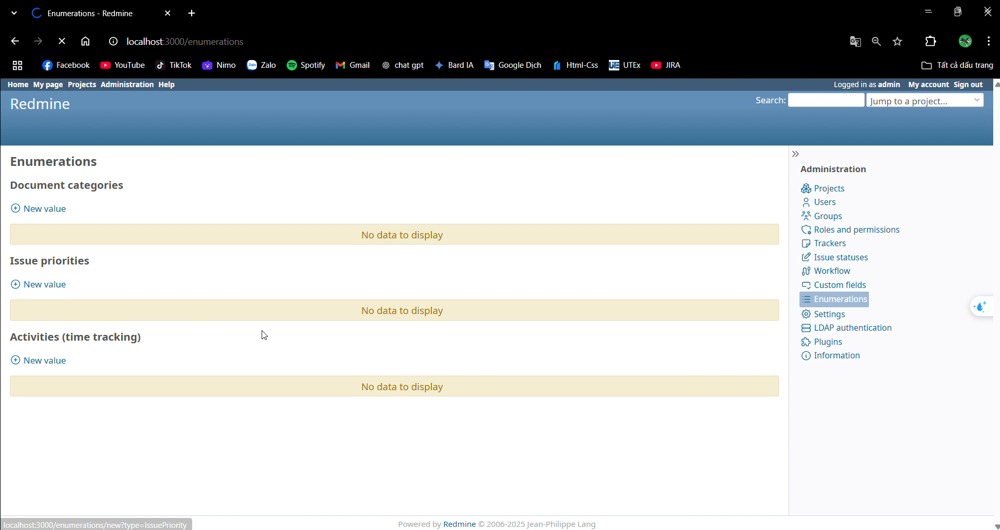 Enumerations - Redmine
localhost:3000/enumerations
Facebook YouTube TikTok Nimo Zalo Spotify Gmail chat gpt Bard IA Google Dịch Html-Css UTEx JIRA Tất cả dấu trang
Home My page Projects Administration Help Logged in as admin My account Sign out
Redmine Search: Jump to a project...
Enumerations
Document categories
New value
No data to display
Issue priorities
New value
No data to display
Activities (time tracking)
New value
No data to display
Administration
Projects
Users
Groups
Roles and permissions
Trackers
Issue statuses
Workflow
Custom fields
Enumerations
Settings
LDAP authentication
Plugins
Information
localhost:3000/enumerations/new?type=IssuePriority
Powered by Redmine © 2006-2025 Jean-Philippe Lang